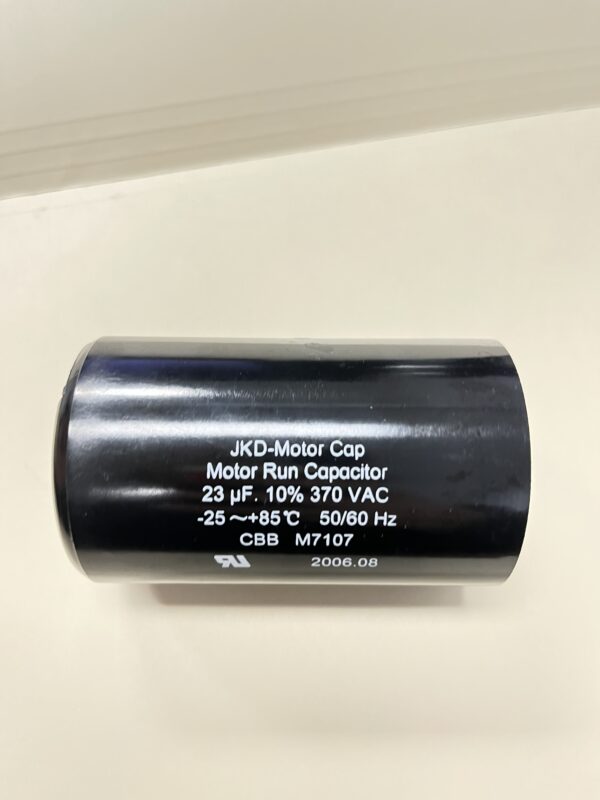 JKD-Motor Cap
Motor Run Capacitor
23 µF. 10% 370 VAC
-25 ~+85℃ 50/60 Hz
CBB M7107
RU 2006.08